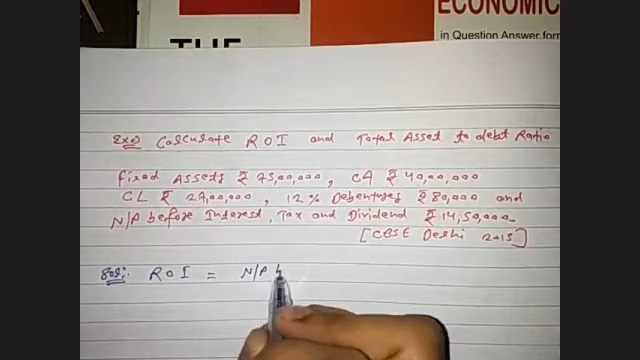 ECONOMIC
THE
in Question Answer form
Ex0) Calculate ROI and Total Asset to debt Ratio
fixed Assets ₹ 75,00,000, CA ₹ 40,00,000
CL ₹ 27,00,000, 12% Debentures ₹ 80,000 and
N/P before Interest, Tax and Dividend ₹ 14,50,000.
[CBSE Delhi 2015]
Sol:- ROI = N/P